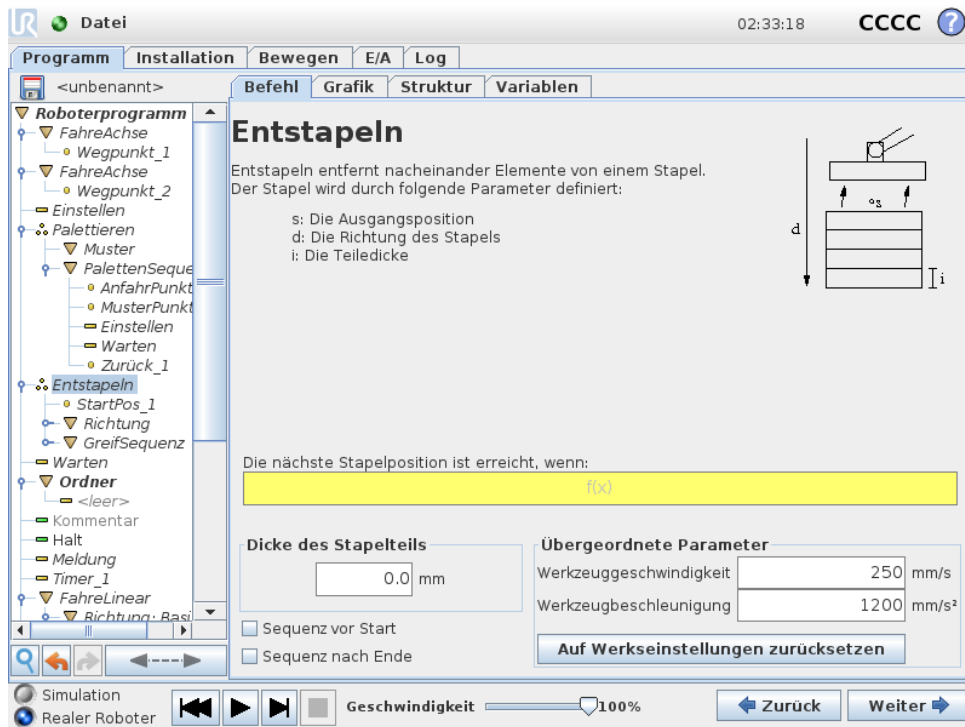 UR Datei 02:33:18 CCCC ?
Programm Installation Bewegen E/A Log
<unbenannt>
Befehl Grafik Struktur Variablen
Roboterprogramm
FahreAchse
Wegpunkt_1
FahreAchse
Wegpunkt_2
Einstellen
Palettieren
Muster
PalettenSeque
AnfahrPunkt
MusterPunkt
Einstellen
Warten
Zurück_1
Entstapeln
StartPos_1
Richtung
GreifSequenz
Warten
Ordner
<leer>
Kommentar
Halt
Meldung
Timer_1
FahreLinear
Richtung: Basi
Entstapeln
Entstapeln entfernt nacheinander Elemente von einem Stapel.
Der Stapel wird durch folgende Parameter definiert:
s: Die Ausgangsposition
d: Die Richtung des Stapels
i: Die Teiledicke
s
d
i
Die nächste Stapelposition ist erreicht, wenn:
f(x)
Dicke des Stapelteils
0.0 mm
Sequenz vor Start
Sequenz nach Ende
Übergeordnete Parameter
Werkzeuggeschwindigkeit 250 mm/s
Werkzeugbeschleunigung 1200 mm/s²
Auf Werkseinstellungen zurücksetzen
Simulation
Realer Roboter
Geschwindigkeit 100%
Zurück
Weiter